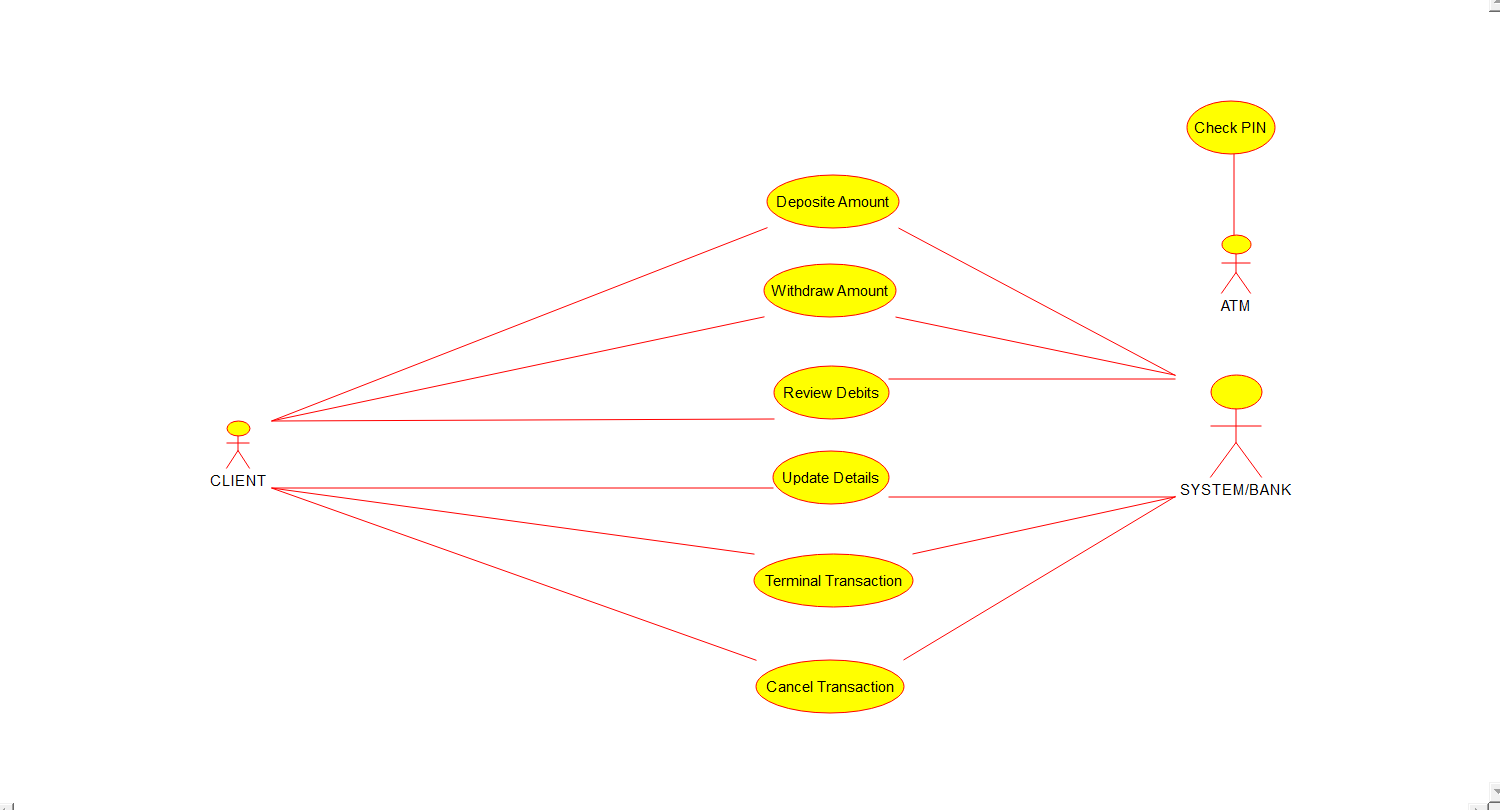 Check PIN
Deposite Amount
Withdraw Amount
ATM
Review Debits
Update Details
CLIENT
SYSTEM/BANK
Terminal Transaction
Cancel Transaction